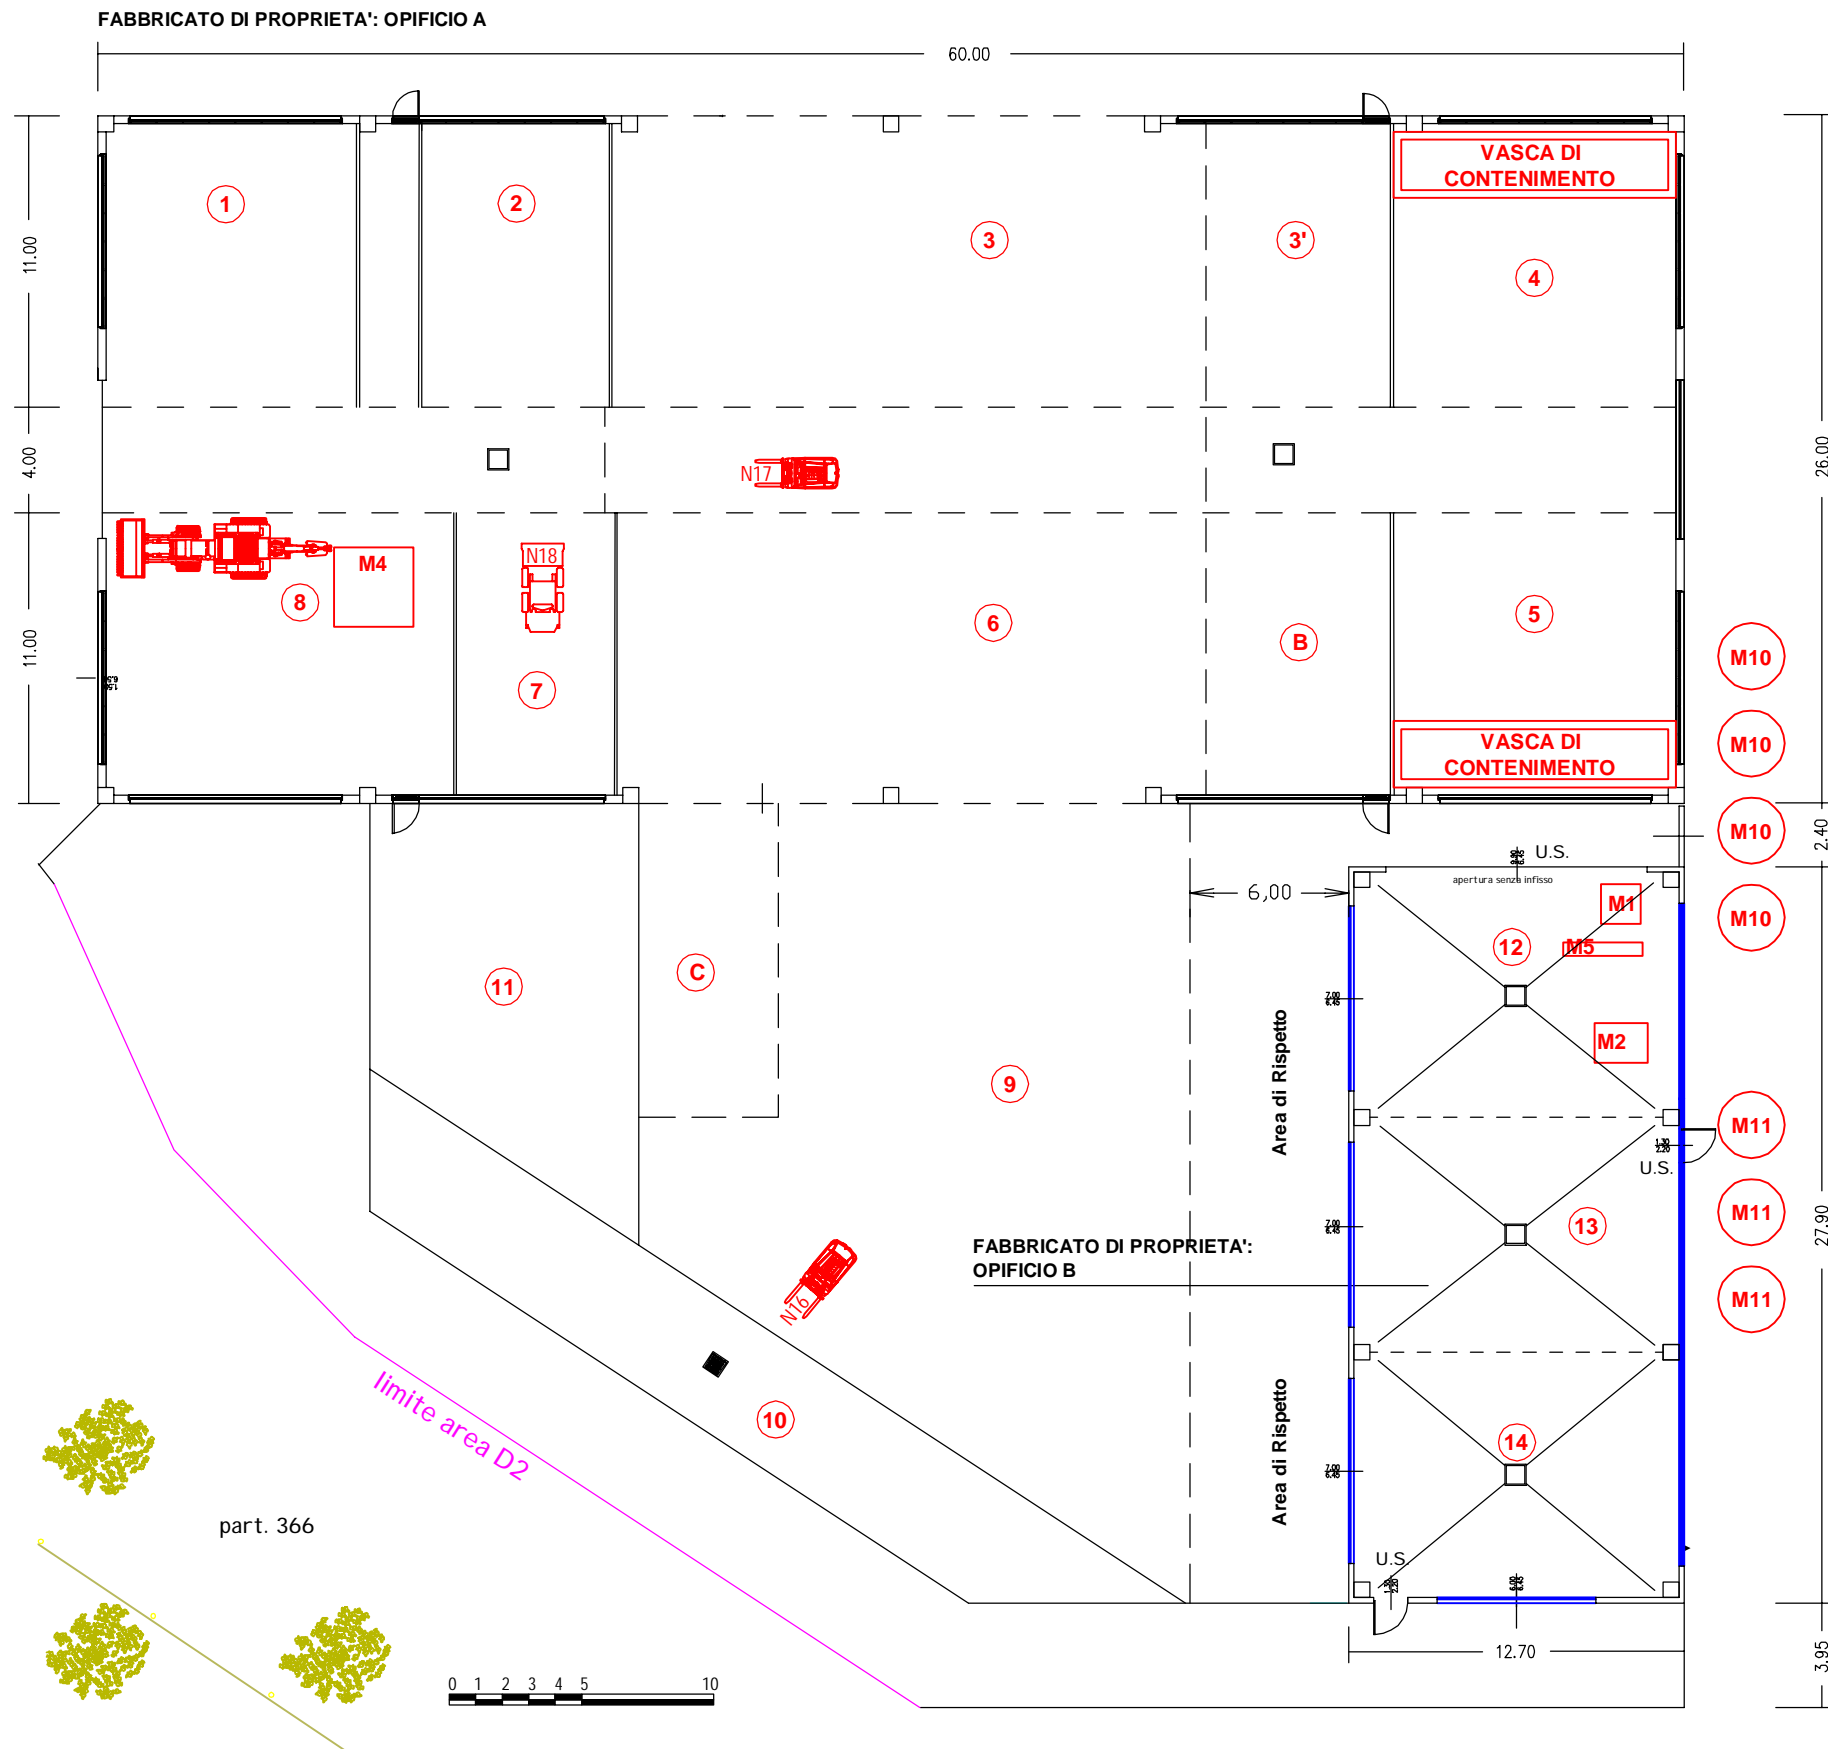 FABBRICATO DI PROPRIETA': OPIFICIO A
60.00
VASCA DI
CONTENIMENTO
1
2
3
3'
4
11.00
4.00
26.00
N17
N18
M4
8
7
6
B
5
11.00
M10
M10
VASCA DI
CONTENIMENTO
M10
2.40
U.S.
apertura senza infisso
6,00
M1
M10
12
M5
11
C
M2
9
Area di Rispetto
M11
U.S.
13
M11
27.90
FABBRICATO DI PROPRIETA':
OPIFICIO B
N16
M11
limite area D2
10
Area di Rispetto
14
part. 366
U.S.
12.70
3.95
0 1 2 3 4 5 10